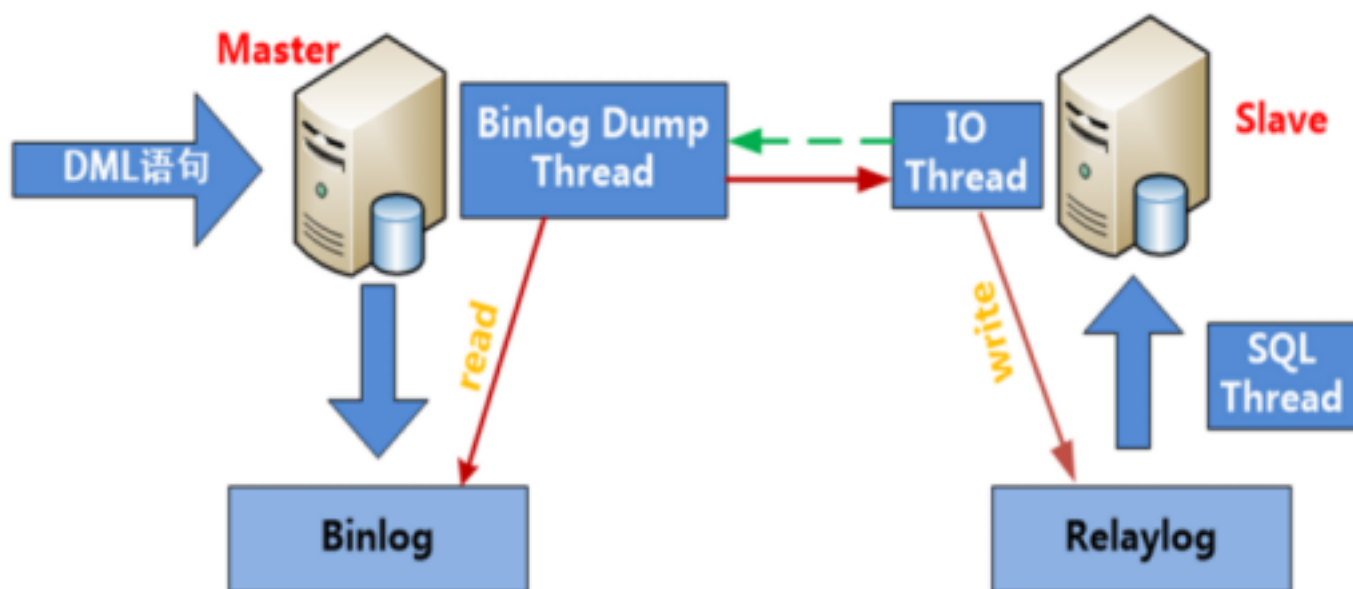 Master
DML语句
Binlog Dump
Thread
IO
Thread
Slave
read
write
SQL
Thread
Binlog
Relaylog